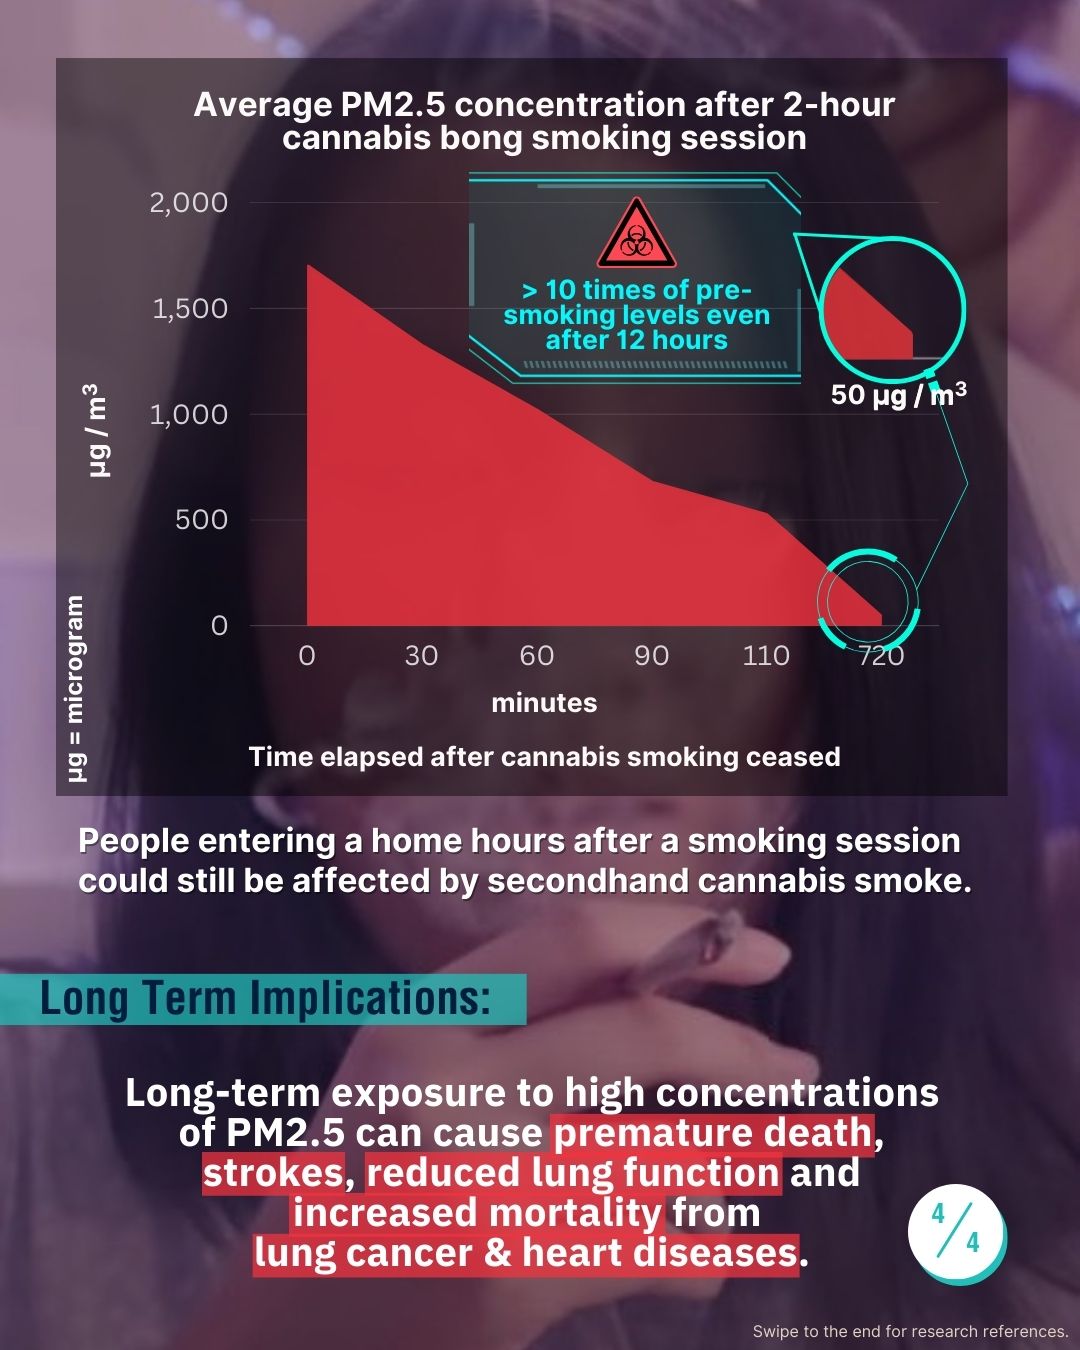 Average PM2.5 concentration after 2-hour
cannabis bong smoking session
2,000
1,500
1,000
500
0
µg / m³
µg = microgram
> 10 times of pre-
smoking levels even
after 12 hours
50 µg / m³
0 30 60 90 110 720
minutes
Time elapsed after cannabis smoking ceased
People entering a home hours after a smoking session
could still be affected by secondhand cannabis smoke.
Long Term Implications:
Long-term exposure to high concentrations
of PM2.5 can cause premature death,
strokes, reduced lung function and
increased mortality from
lung cancer & heart diseases.
4/4
Swipe to the end for research references.